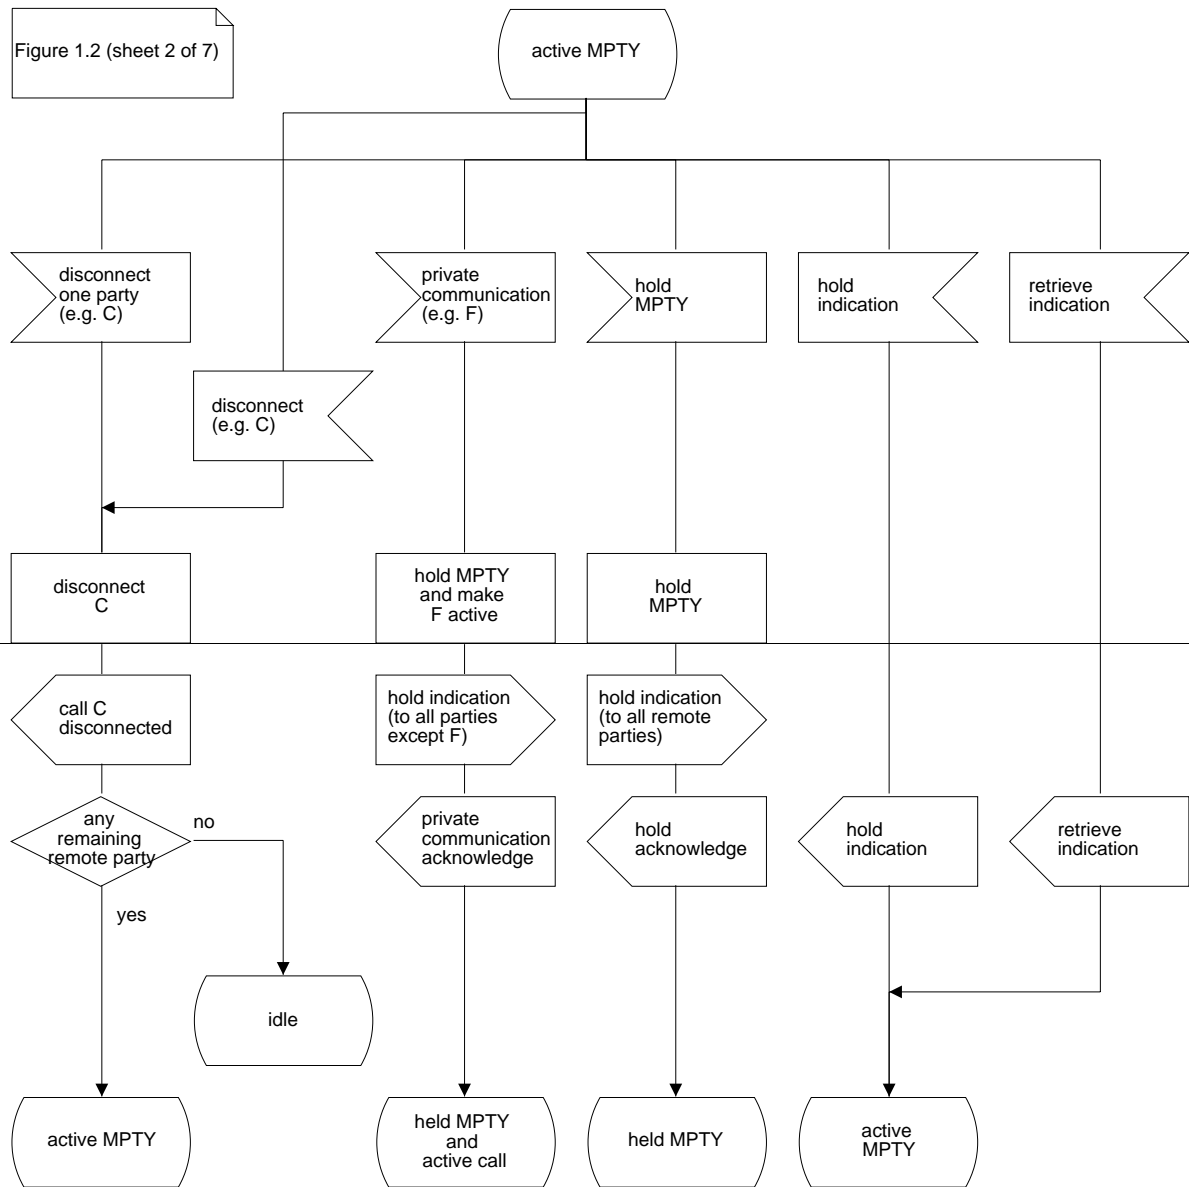 Figure 1.2 (sheet 2 of 7)
active MPTY
disconnect
one party
(e.g. C)
private
communication
(e.g. F)
hold
MPTY
hold
indication
retrieve
indication
disconnect
(e.g. C)
disconnect
C
hold MPTY
and make
F active
hold
MPTY
call C
disconnected
hold indication
(to all parties
except F)
hold indication
(to all remote
parties)
any
remaining
remote party
no
yes
private
communication
acknowledge
hold
acknowledge
hold
indication
retrieve
indication
idle
active MPTY
held MPTY
and
active call
held MPTY
active
MPTY